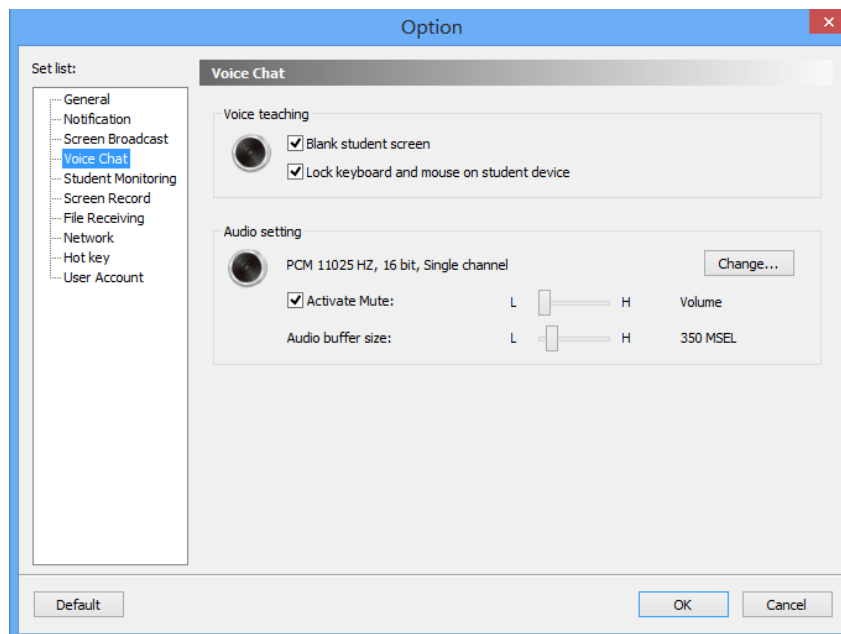 Option
Set list:
General
Notification
Screen Broadcast
Voice Chat
Student Monitoring
Screen Record
File Receiving
Network
Hot key
User Account
Voice Chat
Voice teaching
Blank student screen
Lock keyboard and mouse on student device
Audio setting
PCM 11025 HZ, 16 bit, Single channel
Change...
Activate Mute: L H Volume
Audio buffer size: L H 350 MSEL
Default OK Cancel